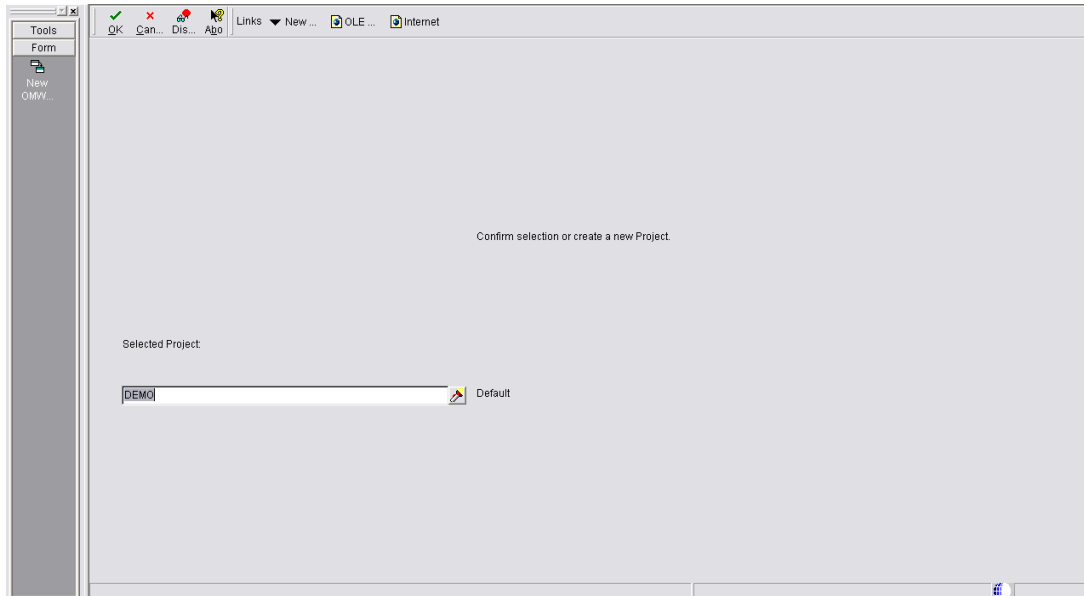 Tools
Form
New
OMW...
OK Can... Dis... Abo Links New ... OLE ... Internet
Confirm selection or create a new Project.
Selected Project:
DEMO Default